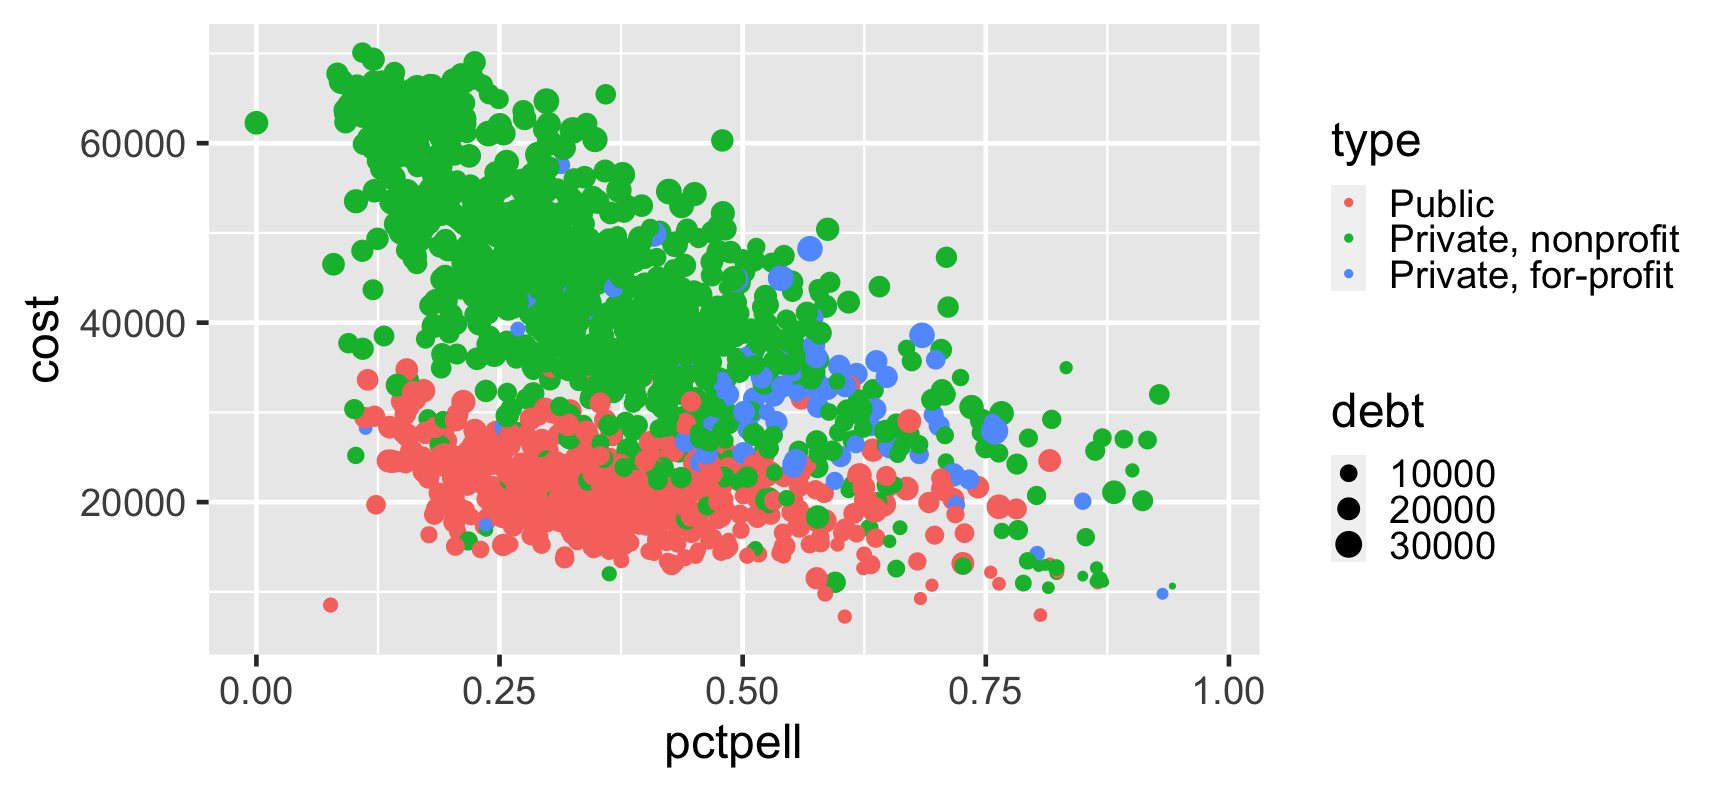 cost
60000
40000
20000
0.00 0.25 0.50 0.75 1.00
pctpell
type
Public
Private, nonprofit
Private, for-profit
debt
10000
20000
30000